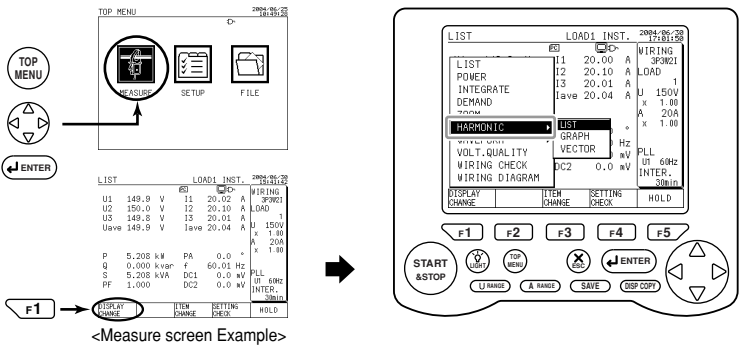 TOP MENU
2004/06/25
10:49:26
TOP
MENU
MEASURE
SETUP
FILE
ENTER
LIST
LOAD1 INST.
2004/06/30
15:41:42
PC
WIRING
3P3W2I
U1 149.9 V I1 20.02 A
LOAD
U2 150.0 V I2 20.10 A
1
U3 149.8 V I3 20.01 A
U 150V
Uave 149.9 V Iave 20.04 A
x 1.00
A 20A
x 1.00
P 5.208 kW PA 0.0 °
Q 0.000 kvar f 60.01 Hz
PLL
S 5.208 kVA DC1 0.0 mV
U1 60Hz
PF 1.000 DC2 0.0 mV
INTER.
30min
F1
DISPLAY
CHANGE
ITEM
CHANGE
SETTING
CHECK
HOLD
<Measure screen Example>
LIST
LOAD1 INST.
2004/06/30
17:01:50
PC
WIRING
3P3W2I
LIST
I1 20.00 A
POWER
I2 20.10 A
LOAD
1
INTEGRATE
I3 20.01 A
U 150V
DEMAND
Iave 20.04 A
x 1.00
ZOOM
A 20A
x 1.00
HARMONIC
LIST
°
WAVEFORM
GRAPH
Hz
VOLT.QUALITY
VECTOR
mV
PLL
WIRING CHECK
DC2 0.0 mV
U1 60Hz
WIRING DIAGRAM
INTER.
30min
DISPLAY
CHANGE
ITEM
CHANGE
SETTING
CHECK
HOLD
F1
F2
F3
F4
F5
START
&STOP
LIGHT
TOP
MENU
ESC
ENTER
U RANGE
A RANGE
SAVE
DISP COPY